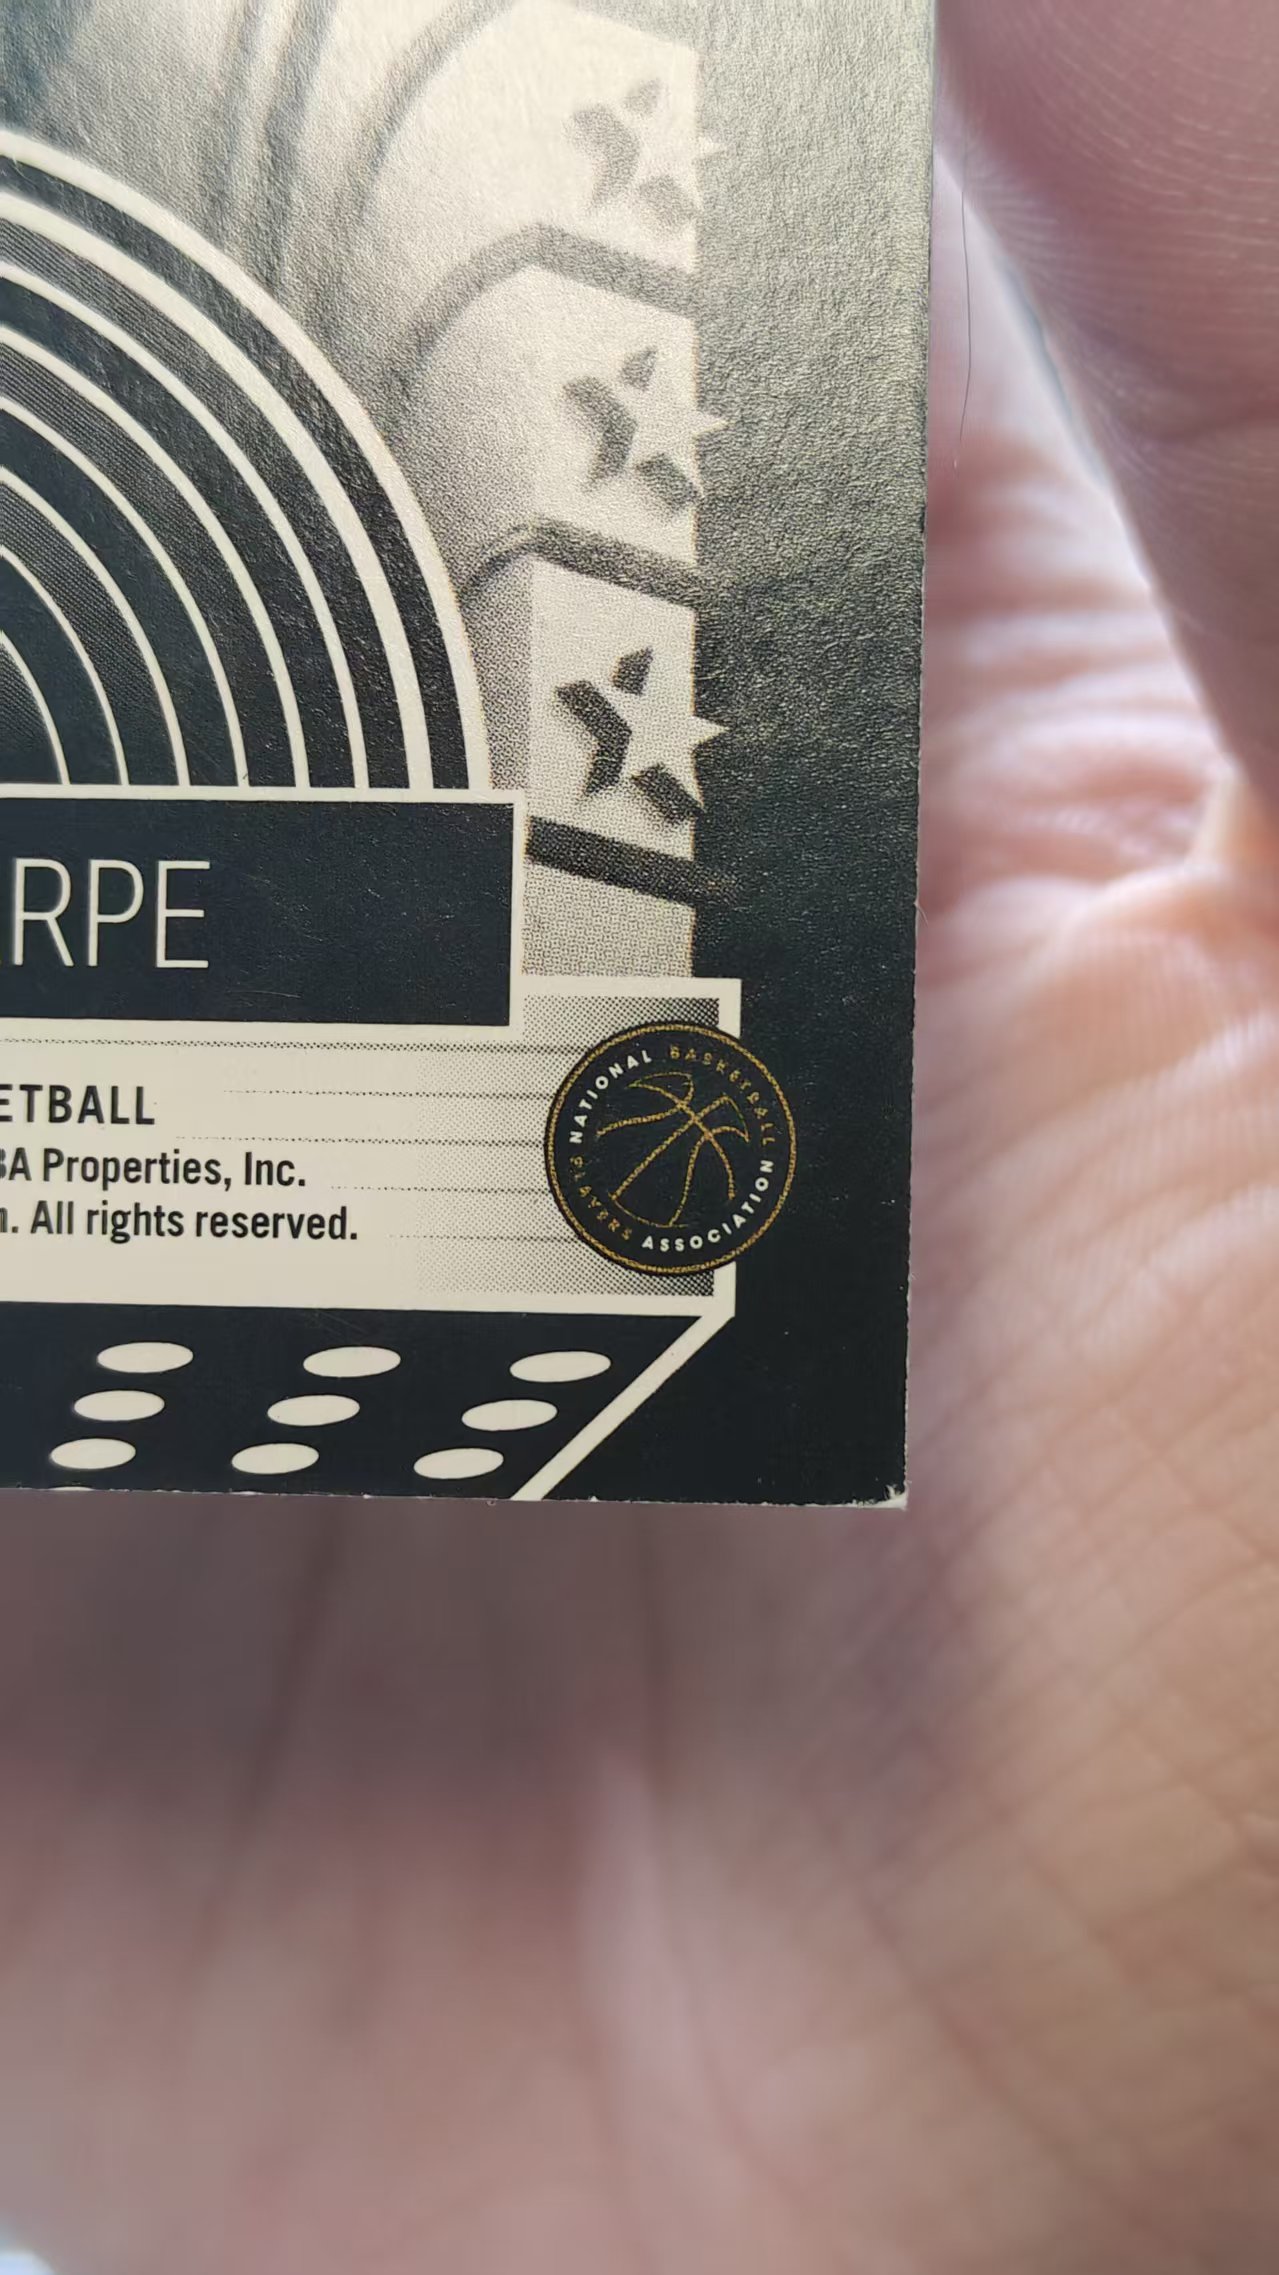 RPE
ETBALL
BA Properties, Inc.
n. All rights reserved.
NATIONAL BASKETBALL
PLAYERS ASSOCIATION